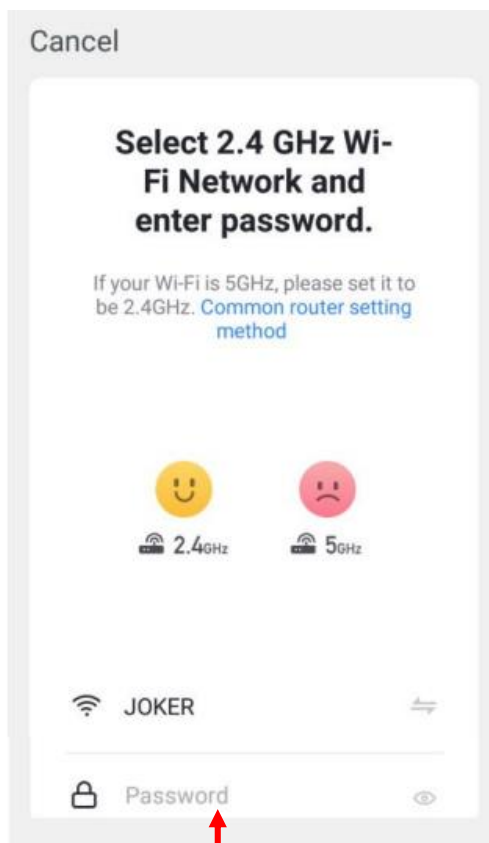 Cancel
Select 2.4 GHz Wi-
Fi Network and
enter password.
If your Wi-Fi is 5GHz, please set it to
be 2.4GHz. Common router setting
method
2.4GHz 5GHz
JOKER
Password